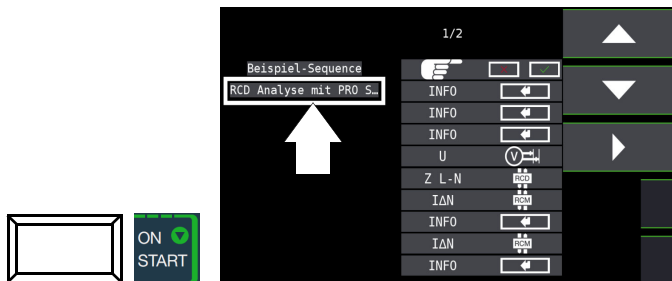 1/2
Beispiel-Sequence
RCD Analyse mit PRO S…
INFO
INFO
INFO
U V
Z L-N RCD
IΔN RCM
INFO
IΔN RCM
INFO
ON
START